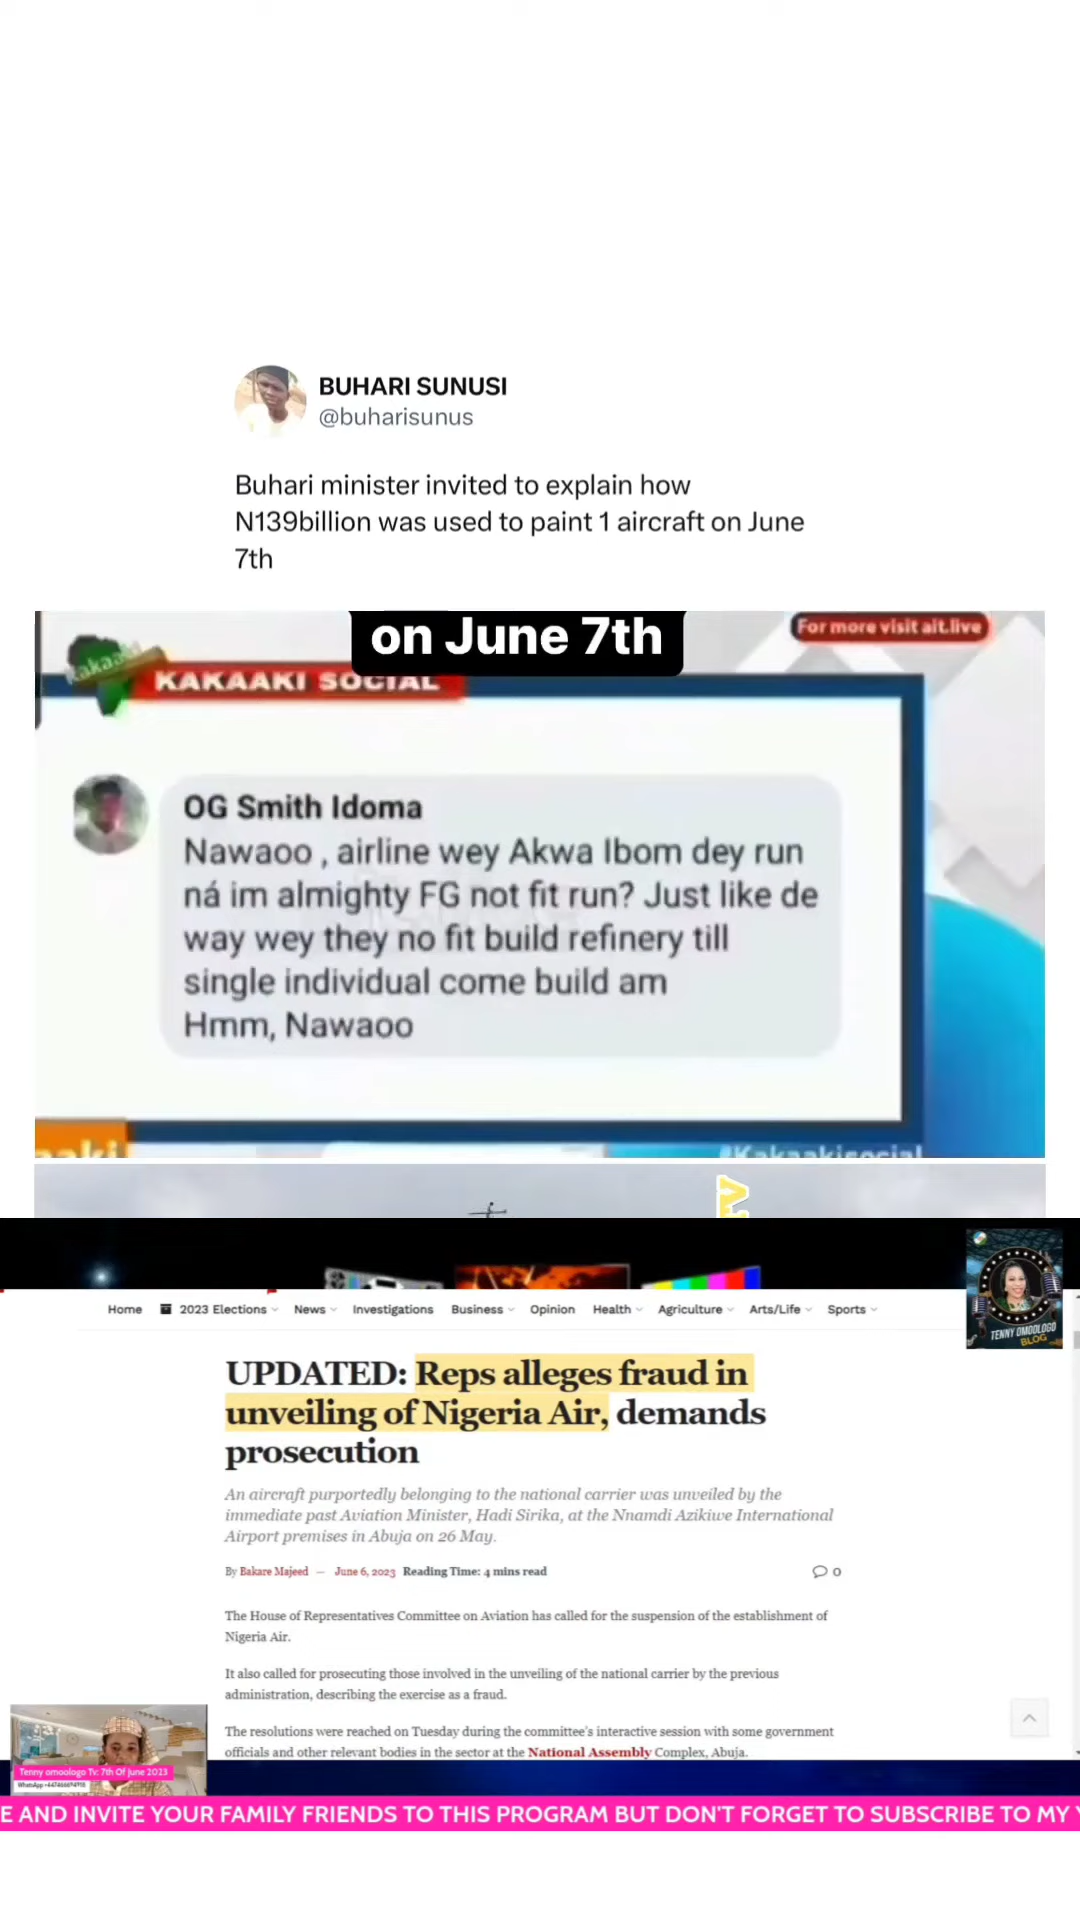 BUHARI SUNUSI
@buharisunus
Buhari minister invited to explain how
N139billion was used to paint 1 aircraft on June
7th
on June 7th
For more visit ait.live
kakaaki
KAKAAKI SOCIAL
OG Smith Idoma
Nawaoo , airline wey Akwa Ibom dey run
ná im almighty FG not fit run? Just like de
way wey they no fit build refinery till
single individual come build am
Hmm, Nawaoo
#Kakaakisocial
Home 2023 Elections News Investigations Business Opinion Health Agriculture Arts/Life Sports
TENNY OMOOLOGO
BLOG
UPDATED: Reps alleges fraud in
unveiling of Nigeria Air, demands
prosecution
An aircraft purportedly belonging to the national carrier was unveiled by the
immediate past Aviation Minister, Hadi Sirika, at the Nnamdi Azikiwe International
Airport premises in Abuja on 26 May.
By Bakare Majeed — June 6, 2023 Reading Time: 4 mins read 0
The House of Representatives Committee on Aviation has called for the suspension of the establishment of
Nigeria Air.
It also called for prosecuting those involved in the unveiling of the national carrier by the previous
administration, describing the exercise as a fraud.
The resolutions were reached on Tuesday during the committee's interactive session with some government
officials and other relevant bodies in the sector at the National Assembly Complex, Abuja.
Tenny omoologo Tv: 7th Of June 2023
E AND INVITE YOUR FAMILY FRIENDS TO THIS PROGRAM BUT DON'T FORGET TO SUBSCRIBE TO MY